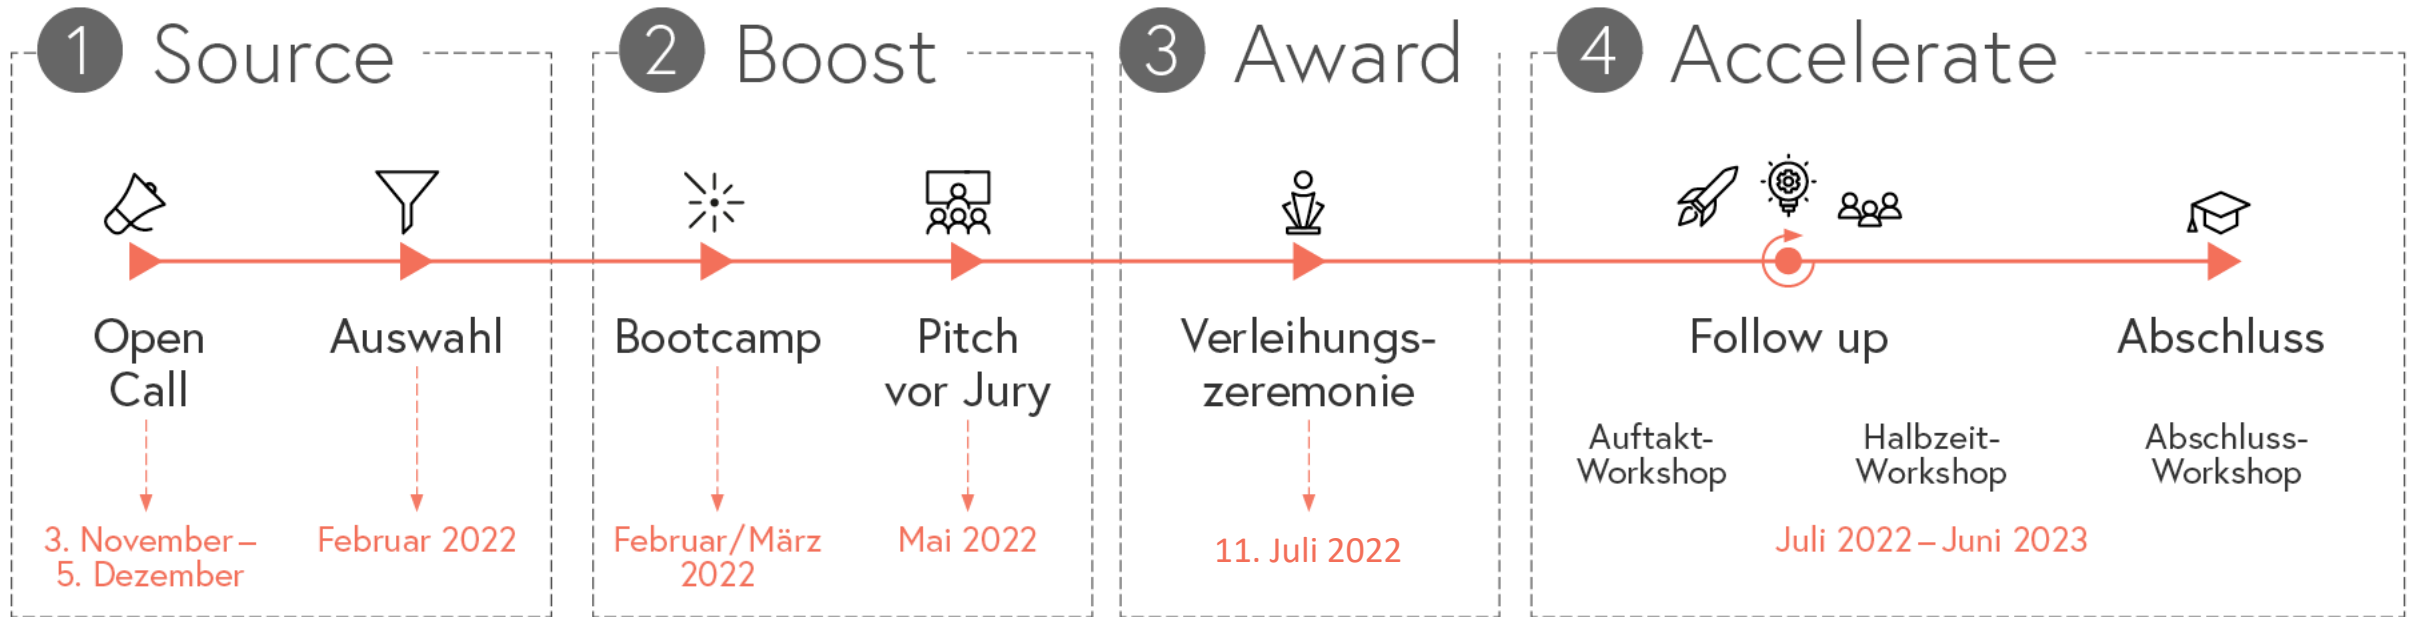 1 Source
Open
Call
3. November –
5. Dezember
Auswahl
Februar 2022
2 Boost
Bootcamp
Februar/März
2022
Pitch
vor Jury
Mai 2022
3 Award
Verleihungs-
zeremonie
11. Juli 2022
4 Accelerate
Follow up
Auftakt-
Workshop
Halbzeit-
Workshop
Abschluss
Abschluss-
Workshop
Juli 2022 – Juni 2023